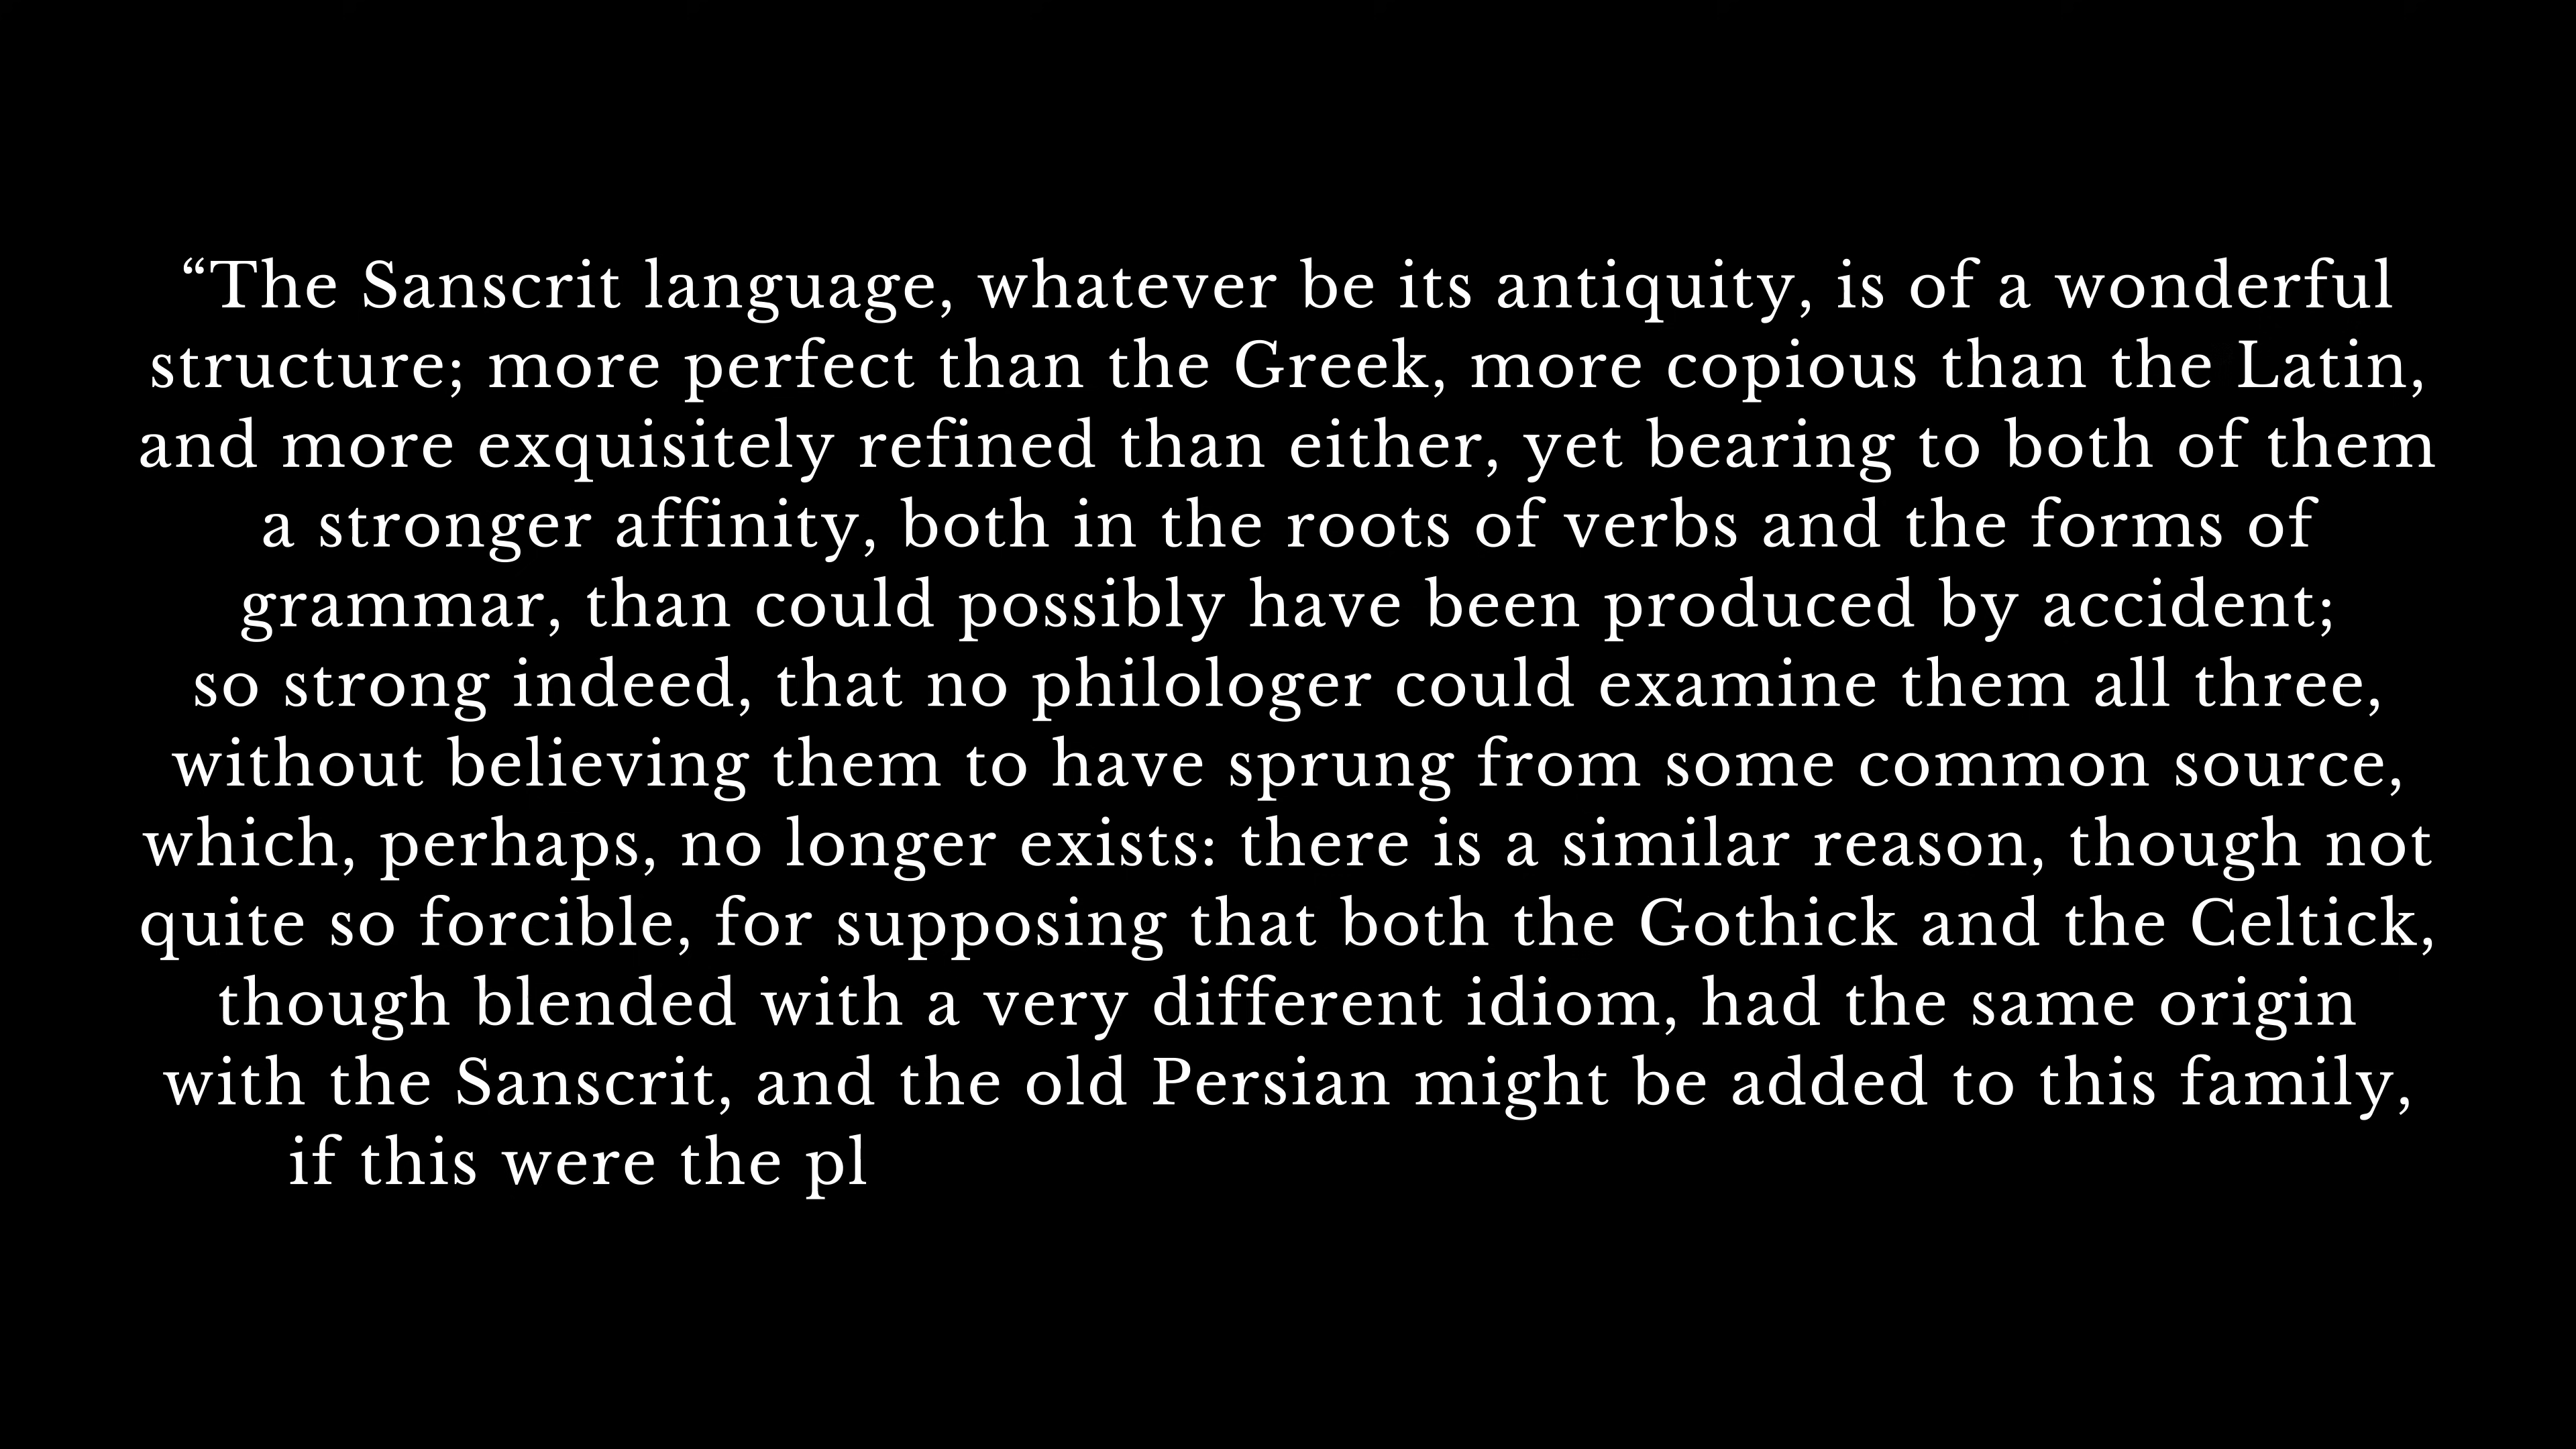 “The Sanscrit language, whatever be its antiquity, is of a wonderful
structure; more perfect than the Greek, more copious than the Latin,
and more exquisitely refined than either, yet bearing to both of them
a stronger affinity, both in the roots of verbs and the forms of
grammar, than could possibly have been produced by accident;
so strong indeed, that no philologer could examine them all three,
without believing them to have sprung from some common source,
which, perhaps, no longer exists: there is a similar reason, though not
quite so forcible, for supposing that both the Gothick and the Celtick,
though blended with a very different idiom, had the same origin
with the Sanscrit, and the old Persian might be added to this family,
if this were the pl